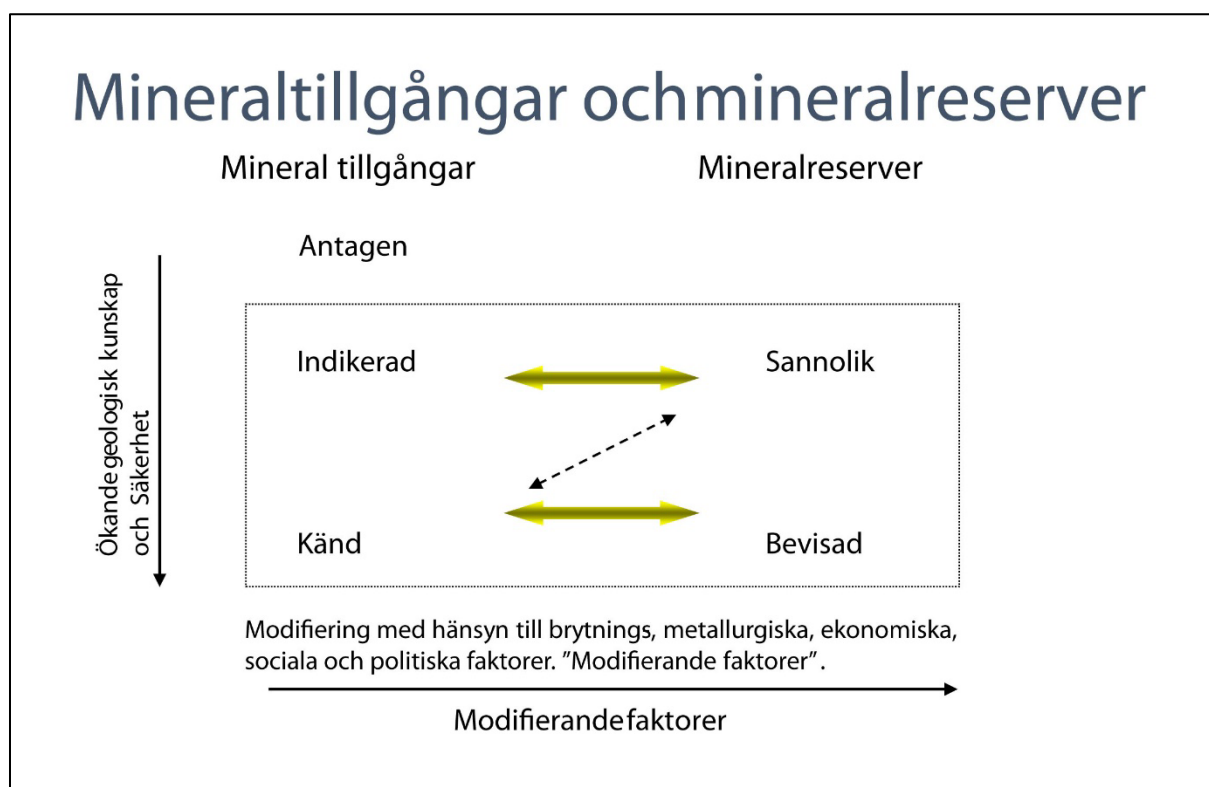 Mineraltillgångar ochmineralreserver
Mineral tillgångar
Mineralreserver
Antagen
Ökandegeologisk kunskap
och Säkerhet
Indikerad
Sannolik
Känd
Bevisad
Modifiering med hänsyn till brytnings, metallurgiska, ekonomiska,
sociala och politiska faktorer. ”Modifierande faktorer”.
Modifierandefaktorer